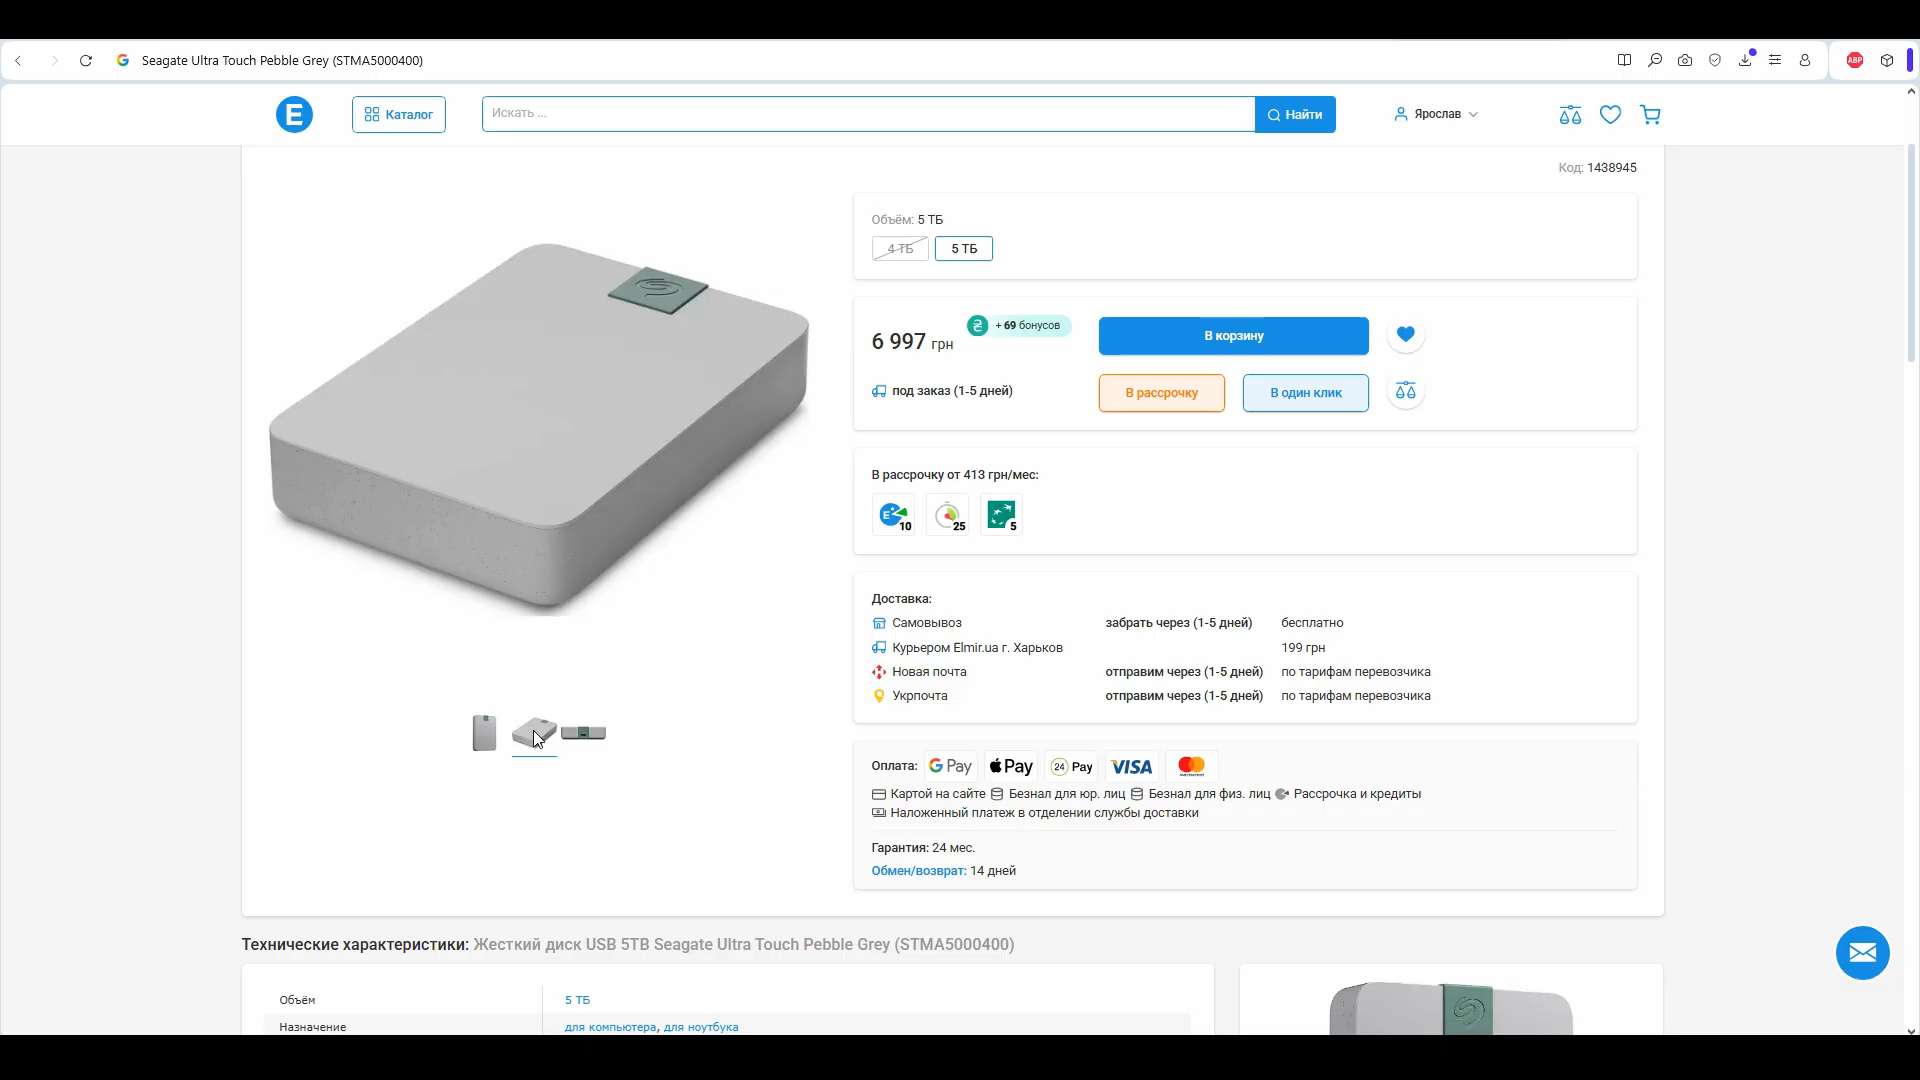 Seagate Ultra Touch Pebble Grey (STMA5000400)
ABP
E
Каталог
Искать ...
Найти
Ярослав
Код: 1438945
Объём: 5 ТБ
4 ТБ
5 ТБ
6 997 грн
+ 69 бонусов
В корзину
под заказ (1-5 дней)
В рассрочку
В один клик
В рассрочку от 413 грн/мес:
E 10
25
5
Доставка:
Самовывоз забрать через (1-5 дней) бесплатно
Курьером Elmir.ua г. Харьков 199 грн
Новая почта отправим через (1-5 дней) по тарифам перевозчика
Укрпочта отправим через (1-5 дней) по тарифам перевозчика
Оплата: G Pay Pay 24 Pay VISA mastercard
Картой на сайте Безнал для юр. лиц Безнал для физ. лиц Рассрочка и кредиты
Наложенный платеж в отделении службы доставки
Гарантия: 24 мес.
Обмен/возврат: 14 дней
Технические характеристики: Жесткий диск USB 5TB Seagate Ultra Touch Pebble Grey (STMA5000400)
Объём 5 ТБ
Назначение для компьютера, для ноутбука